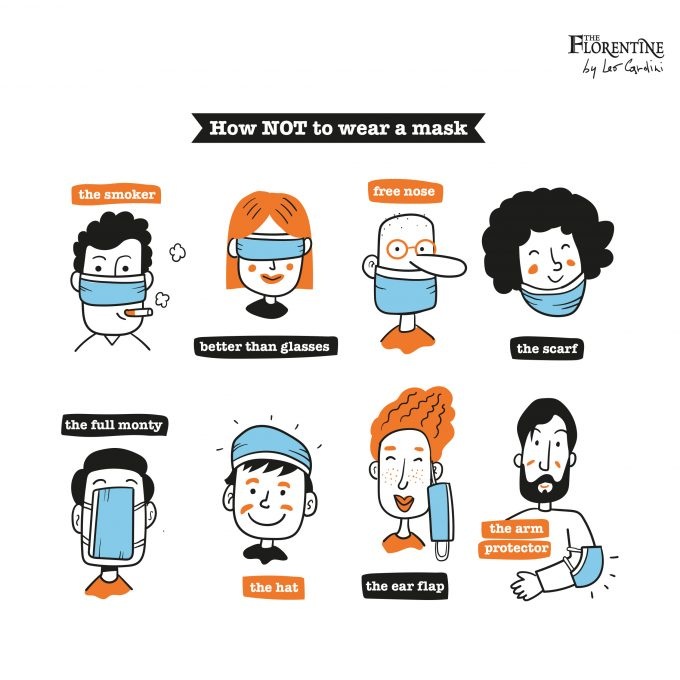 THE
FLORENTINE
by Leo Cardini
How NOT to wear a mask
the smoker
better than glasses
free nose
the scarf
the full monty
the hat
the ear flap
the arm
protector